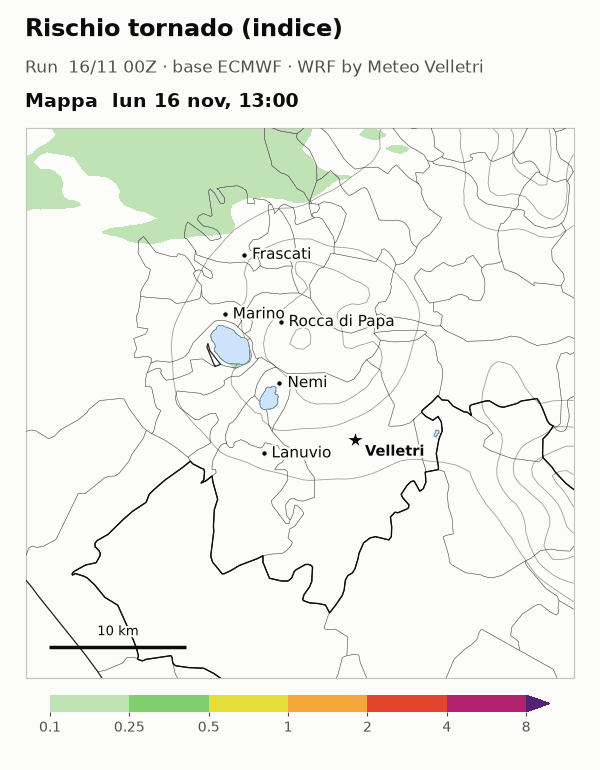 Rischio tornado (indice)
Run  16/11 00Z · base ECMWF · WRF by Meteo Velletri
Mappa  lun 16 nov, 13:00
Frascati
Marino
Rocca di Papa
Nemi
Velletri
Lanuvio
10 km
0.1 0.25 0.5 1 2 4 8